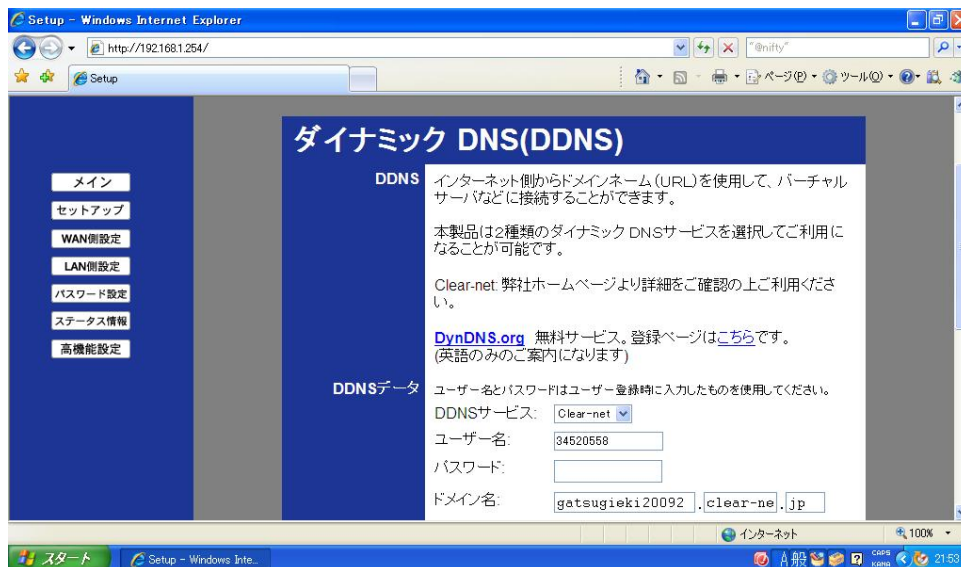 Setup - Windows Internet Explorer
http://192.168.1.254/
"@nifty"
Setup
ページ(P)
ツール(O)
ダイナミック DNS(DDNS)
メイン
セットアップ
WAN側設定
LAN側設定
パスワード設定
ステータス情報
高機能設定
DDNS
インターネット側からドメインネーム(URL)を使用して、バーチャル
サーバなどに接続することができます。
本製品は2種類のダイナミック DNSサービスを選択してご利用に
なることが可能です。
Clear-net: 弊社ホームページより詳細をご確認の上ご利用くださ
い。
DynDNS.org 無料サービス。登録ページはこちらです。
(英語のみのご案内になります)
DDNSデータ
ユーザー名とパスワードはユーザー登録時に入力したものを使用してください。
DDNSサービス: Clear-net
ユーザー名: 34520558
パスワード:
ドメイン名: gatsugieki20092 . clear-ne . jp
インターネット
100%
スタート
Setup - Windows Inte...
A 般
CAPS
KANA
21:53